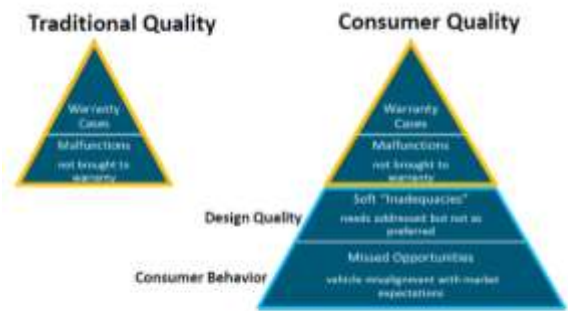 Traditional Quality
Consumer Quality
Warranty
Cases
Malfunctions
not brought to
warranty
Warranty
Cases
Malfunctions
not brought to
warranty
Design Quality
Soft "Inadequacies"
needs addressed but not as
preferred
Consumer Behavior
Missed Opportunities
vehicle misalignment with market
expectations